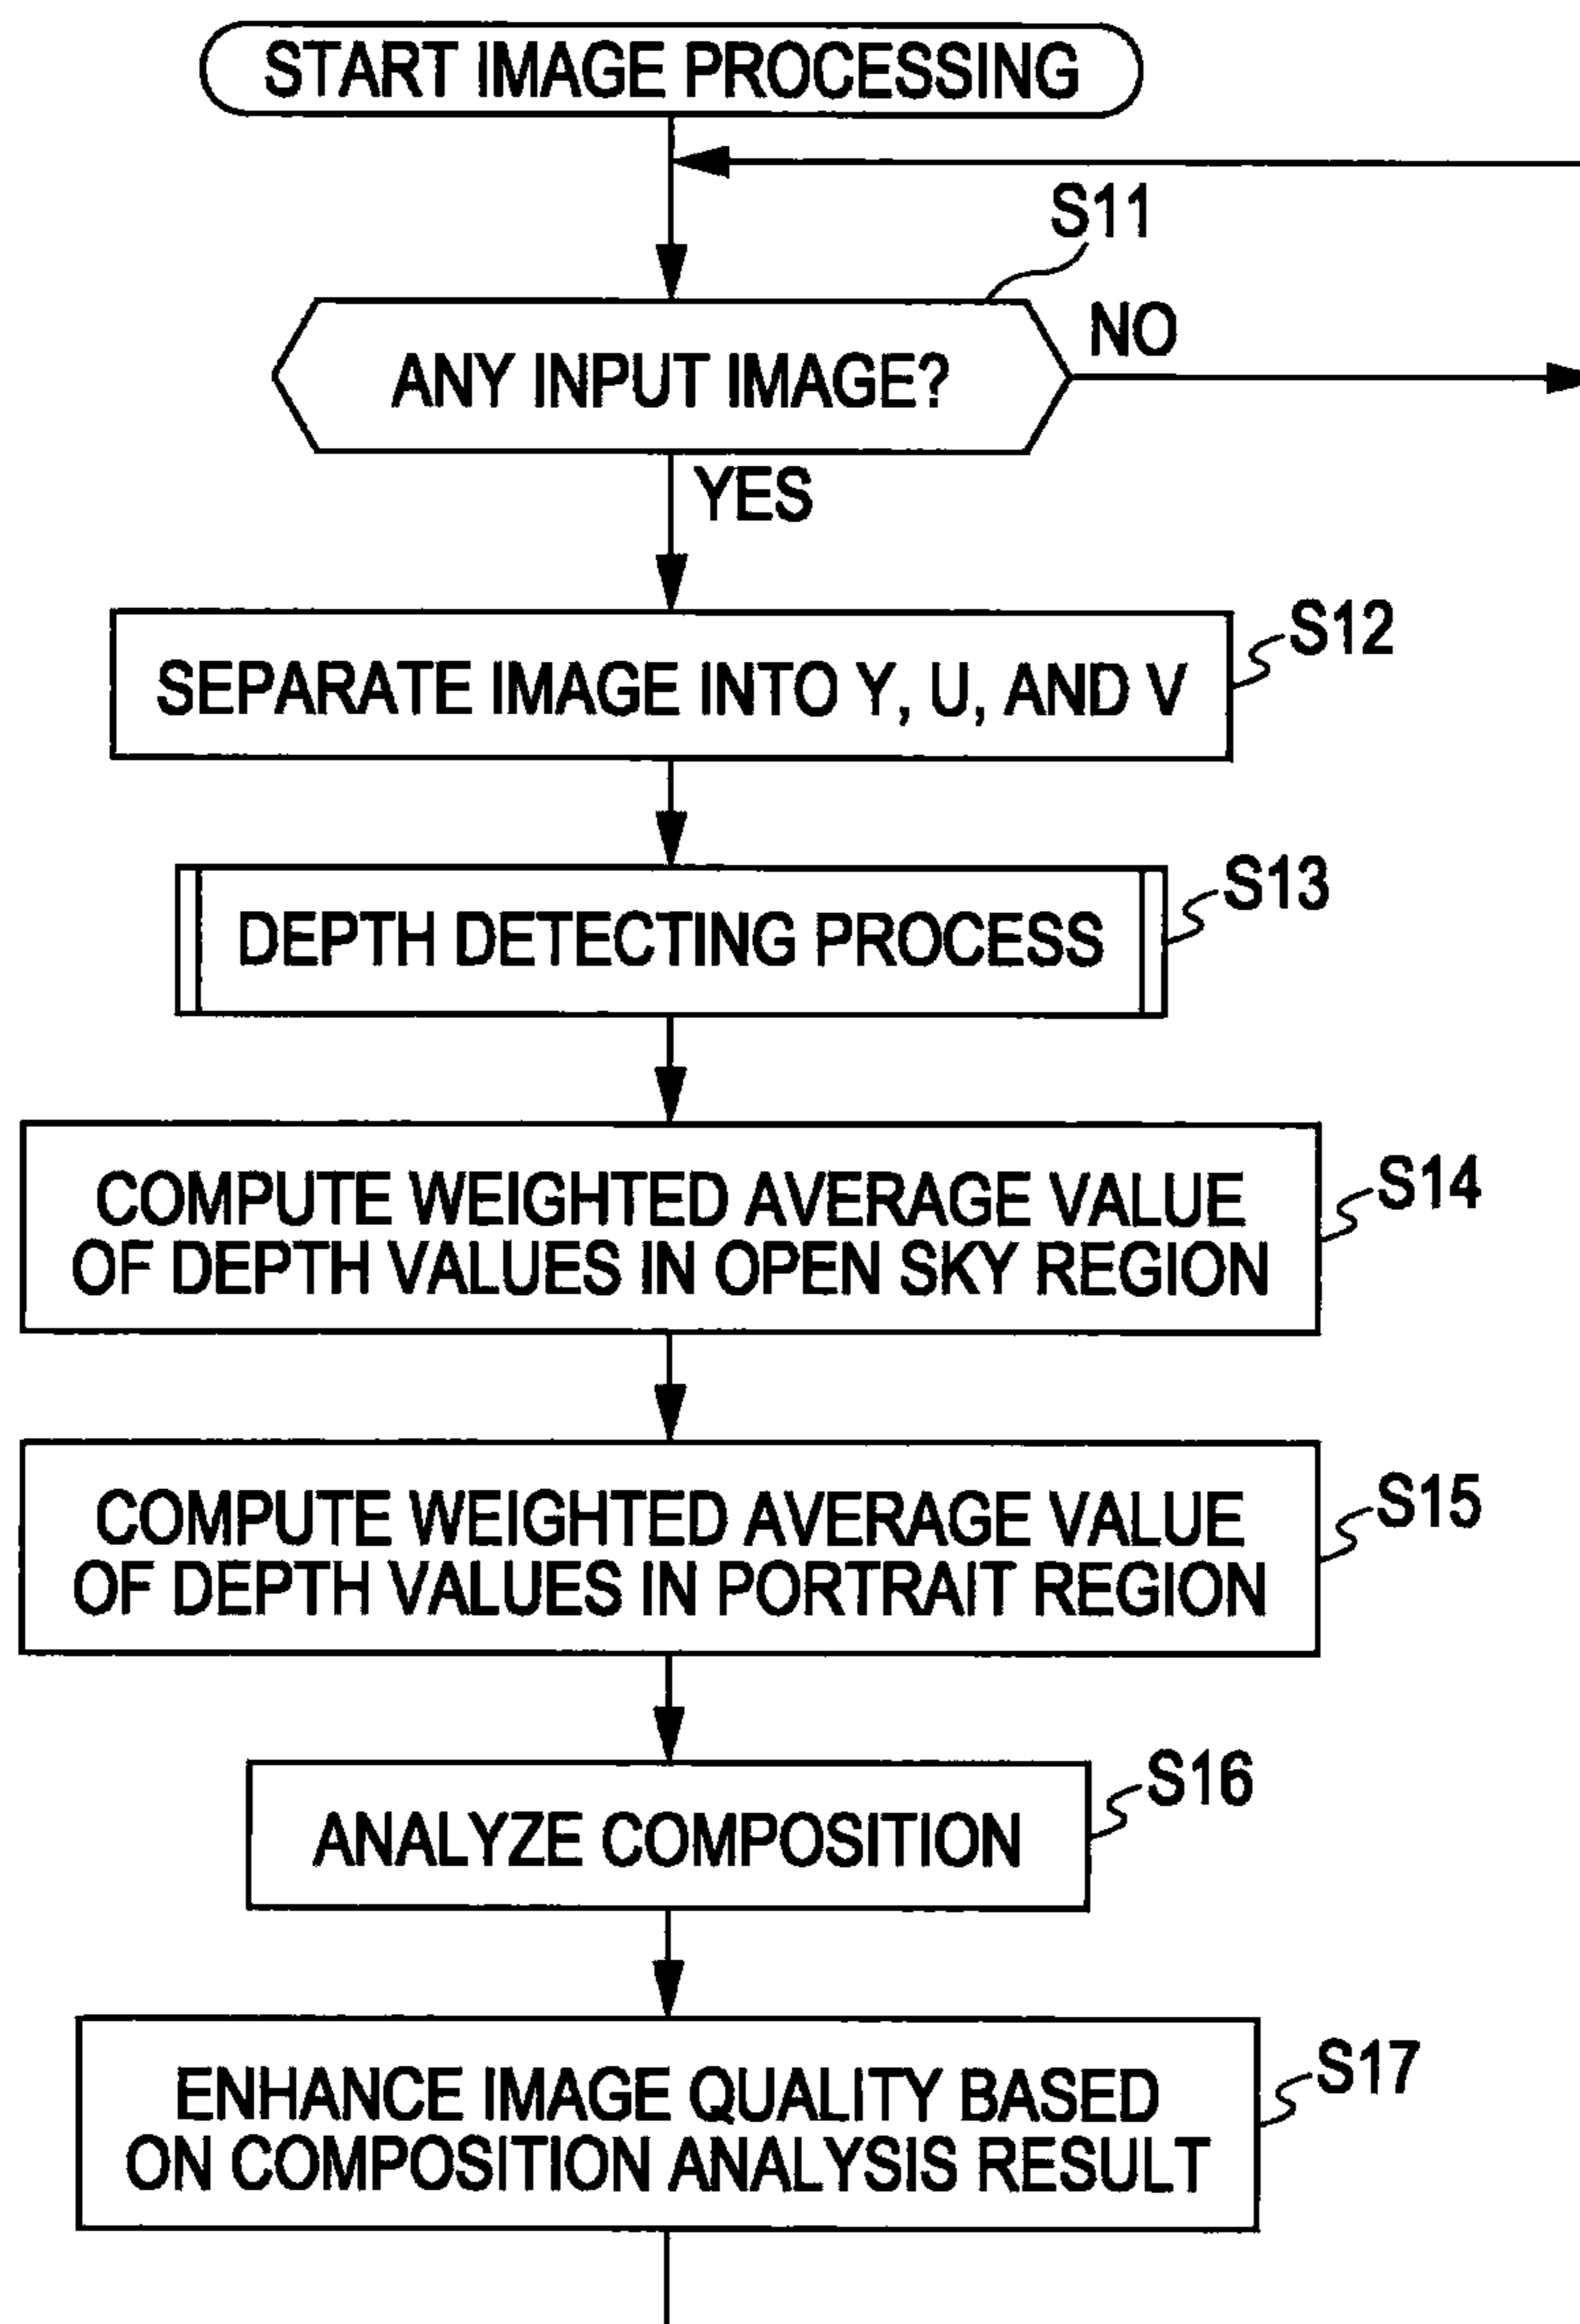 START IMAGE PROCESSING
S11
ANY INPUT IMAGE?
NO
YES
S12
SEPARATE IMAGE INTO Y, U, AND V
S13
DEPTH DETECTING PROCESS
S14
COMPUTE WEIGHTED AVERAGE VALUE
OF DEPTH VALUES IN OPEN SKY REGION
S15
COMPUTE WEIGHTED AVERAGE VALUE
OF DEPTH VALUES IN PORTRAIT REGION
S16
ANALYZE COMPOSITION
S17
ENHANCE IMAGE QUALITY BASED
ON COMPOSITION ANALYSIS RESULT